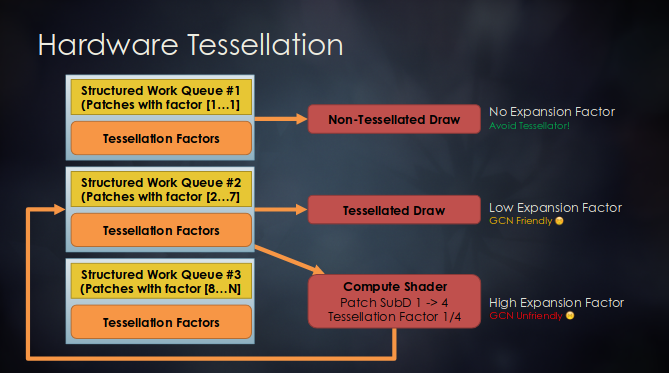 Hardware Tessellation
Structured Work Queue #1
(Patches with factor [1...1]
Tessellation Factors
Non-Tessellated Draw
No Expansion Factor
Avoid Tessellator!
Structured Work Queue #2
(Patches with factor [2...7]
Tessellation Factors
Tessellated Draw
Low Expansion Factor
GCN Friendly
Structured Work Queue #3
(Patches with factor [8...N]
Tessellation Factors
Compute Shader
Patch SubD 1 -> 4
Tessellation Factor 1/4
High Expansion Factor
GCN Unfriendly